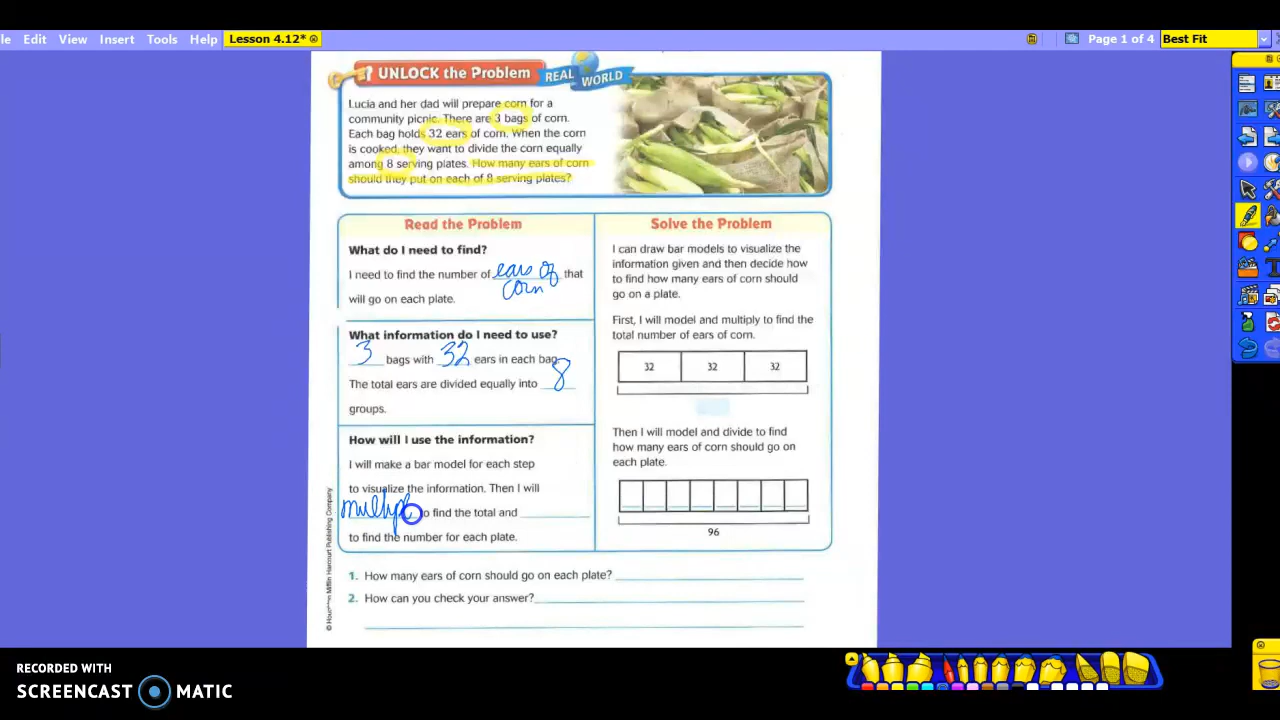 le Edit View Insert Tools Help Lesson 4.12* Page 1 of 4 Best Fit
UNLOCK the Problem REAL WORLD
Lucia and her dad will prepare corn for a
community picnic. There are 3 bags of corn.
Each bag holds 32 ears of corn. When the corn
is cooked, they want to divide the corn equally
among 8 serving plates. How many ears of corn
should they put on each of 8 serving plates?
Read the Problem
What do I need to find?
I need to find the number of ears of corn that
will go on each plate.
What information do I need to use?
3 bags with 32 ears in each bag.
The total ears are divided equally into 8
groups.
How will I use the information?
I will make a bar model for each step
to visualize the information. Then I will
multip to find the total and
to find the number for each plate.
Solve the Problem
I can draw bar models to visualize the
information given and then decide how
to find how many ears of corn should
go on a plate.
First, I will model and multiply to find the
total number of ears of corn.
32 32 32
Then I will model and divide to find
how many ears of corn should go on
each plate.
96
1. How many ears of corn should go on each plate?
2. How can you check your answer?
Publishing Company
RECORDED WITH
SCREENCAST MATIC